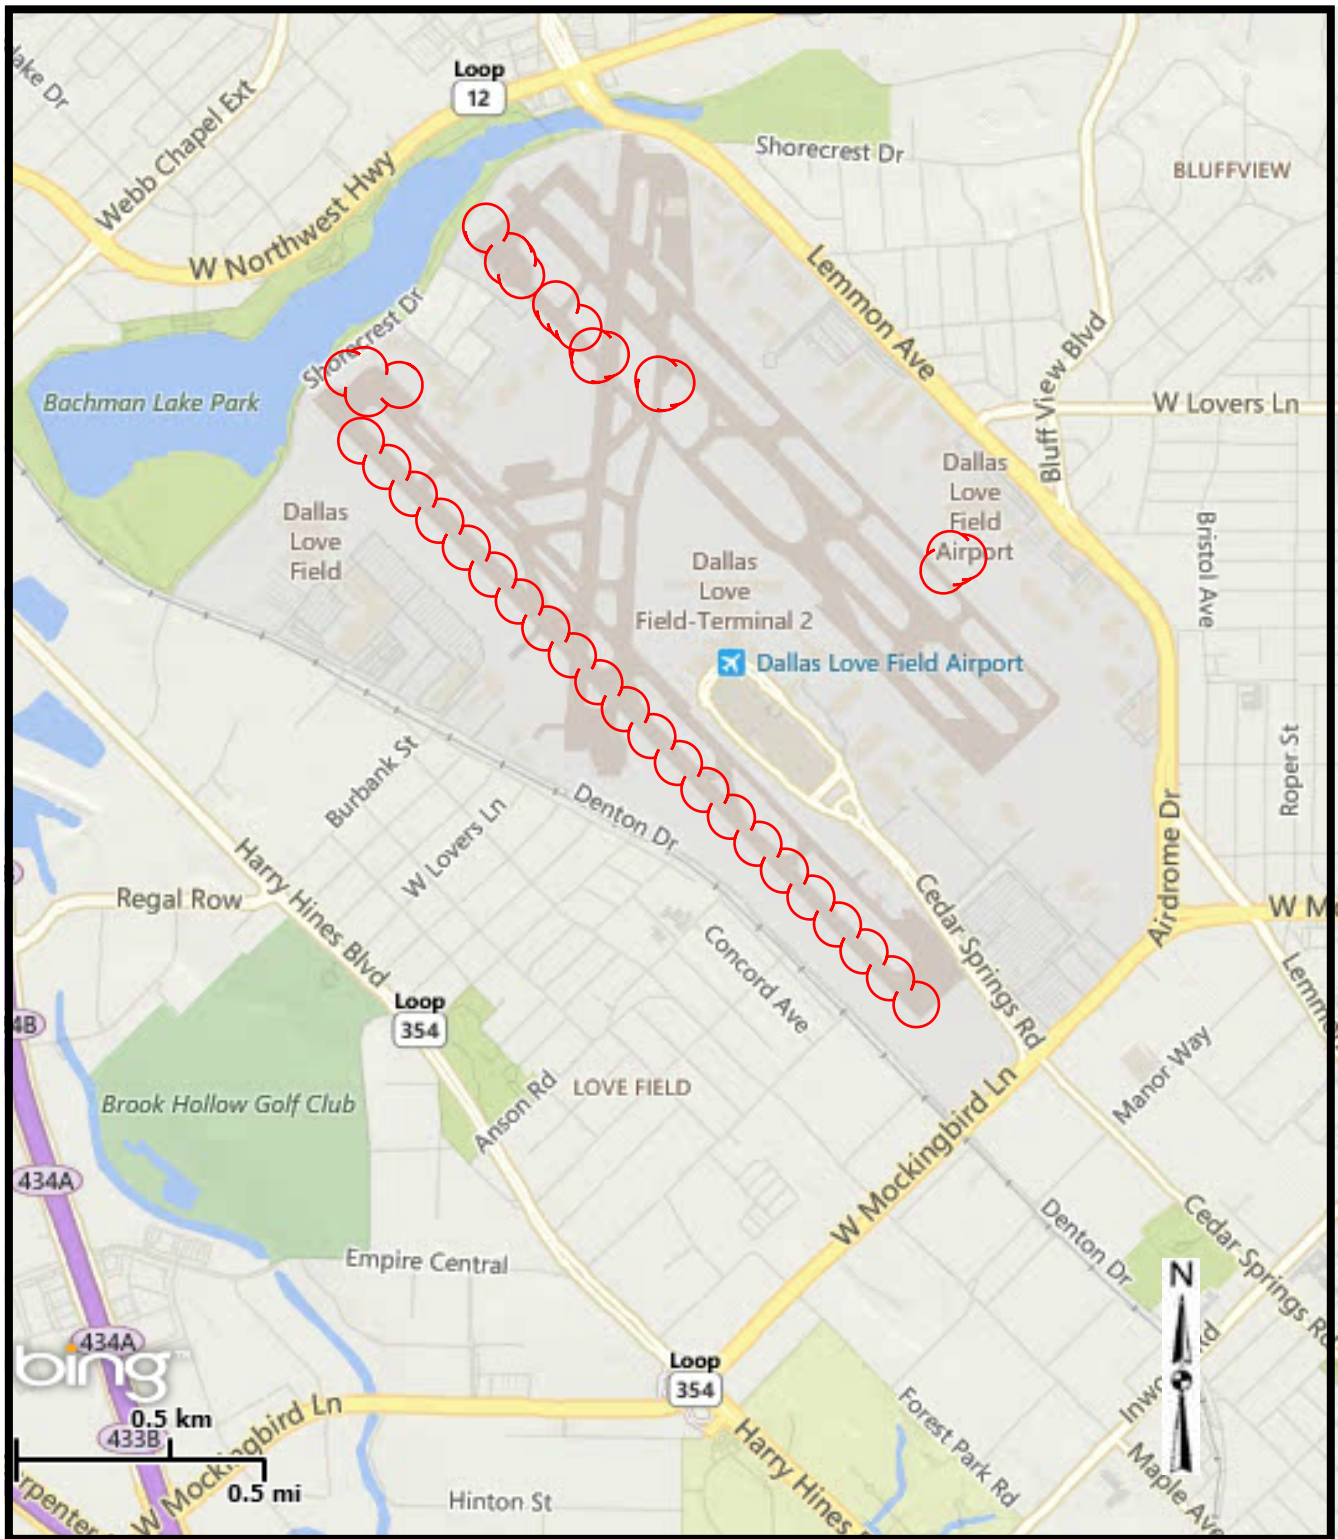 Loop
12
Webb Chapel Ext
W Northwest Hwy
Shorecrest Dr
BLUFFVIEW
Lemmon Ave
Shorecrest Dr
Bluff View Blvd
Bachman Lake Park
W Lovers Ln
Dallas
Love
Field
Airport
Dallas
Love
Field
Bristol Ave
Dallas
Love
Field-Terminal 2
Dallas Love Field Airport
Burbank St
W Lovers Ln
Denton Dr
Roper St
Airdrome Dr
Harry Hines Blvd
Regal Row
Cedar Springs Rd
Concord Ave
Loop
354
4B
LOVE FIELD
Anson Rd
Manor Way
Brook Hollow Golf Club
W Mockingbird Ln
434A
Denton Dr
Cedar Springs Rd
Empire Central
N
434A
bing
Loop
354
0.5 km
433B
W Mockingbird Ln
0.5 mi
Hinton St
Harry Hines
Forest Park Rd
Maple Ave